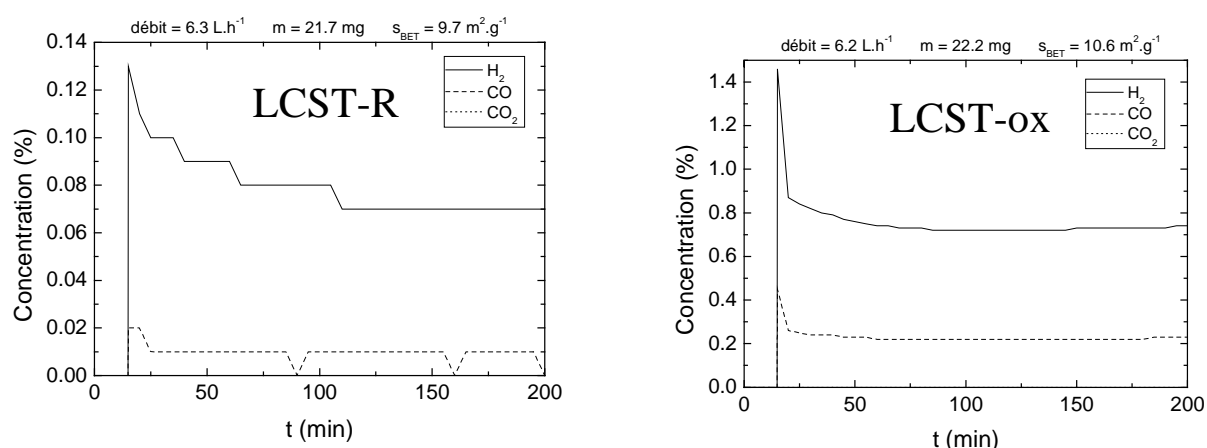 débit = 6.3 L.h⁻¹ m = 21.7 mg s_BET = 9.7 m².g⁻¹
0.14
0.12
0.10
0.08
0.06
0.04
0.02
0.00
Concentration (%)
LCST-R
H₂
CO
CO₂
0 50 100 150 200
t (min)
débit = 6.2 L.h⁻¹ m = 22.2 mg s_BET = 10.6 m².g⁻¹
1.4
1.2
1.0
0.8
0.6
0.4
0.2
0.0
Concentration (%)
LCST-ox
H₂
CO
CO₂
0 50 100 150 200
t (min)